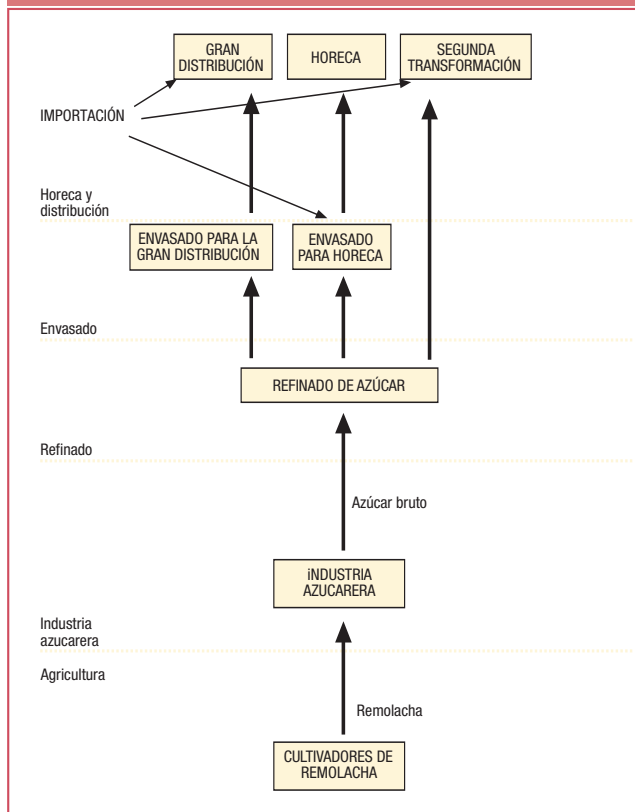 GRAN
DISTRIBUCIÓN
HORECA
SEGUNDA
TRANSFORMACIÓN
IMPORTACIÓN
Horeca y
distribución
ENVASADO PARA LA
GRAN DISTRIBUCIÓN
ENVASADO
PARA HORECA
Envasado
REFINADO DE AZÚCAR
Refinado
Azúcar bruto
iNDUSTRIA
AZUCARERA
Industria
azucarera
Agricultura
Remolacha
CULTIVADORES DE
REMOLACHA